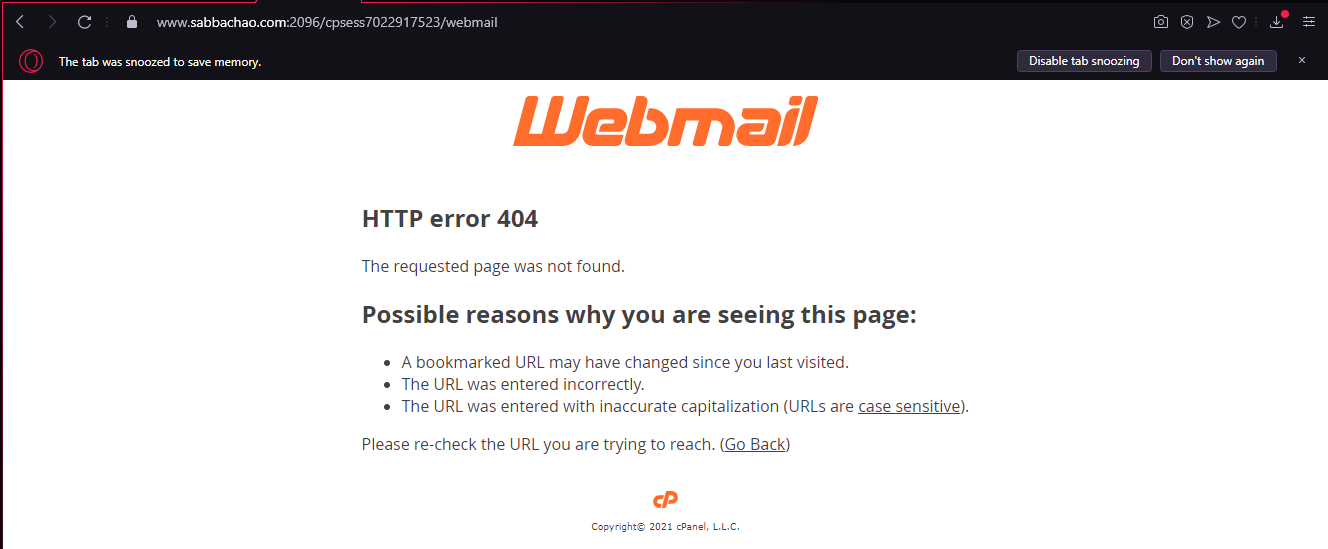 www.sabbachao.com:2096/cpsess7022917523/webmail
The tab was snoozed to save memory.
Disable tab snoozing
Don't show again
Webmail
HTTP error 404
The requested page was not found.
Possible reasons why you are seeing this page:
• A bookmarked URL may have changed since you last visited.
• The URL was entered incorrectly.
• The URL was entered with inaccurate capitalization (URLs are case sensitive).
Please re-check the URL you are trying to reach. (Go Back)
cP
Copyright© 2021 cPanel, L.L.C.